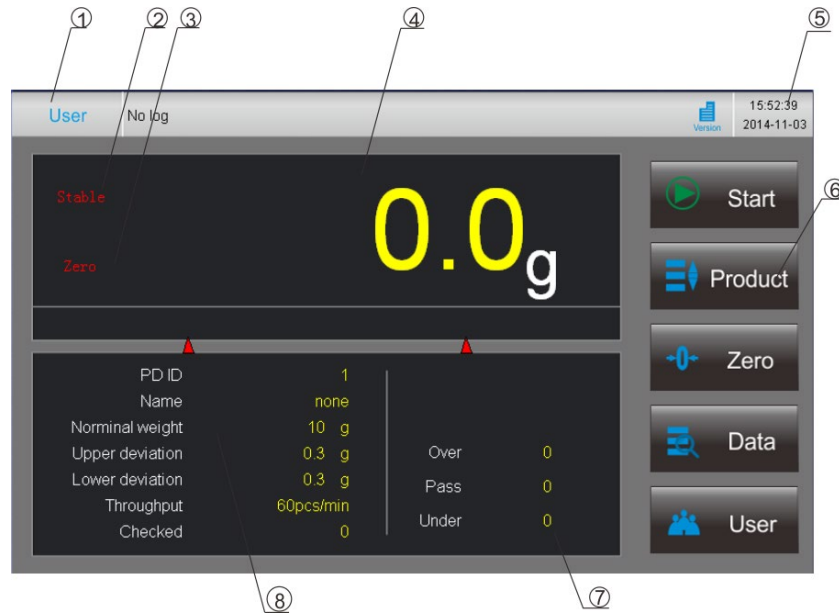 ① ② ③ ④ ⑤
User No log Version 15:52:39
2014-11-03
Stable
0.0g
Zero
Start
⑥
Product
Zero
Data
User
PD ID 1
Name none
Norminal weight 10 g
Upper deviation 0.3 g
Lower deviation 0.3 g
Throughput 60pcs/min
Checked 0
Over 0
Pass 0
Under 0
⑧ ⑦